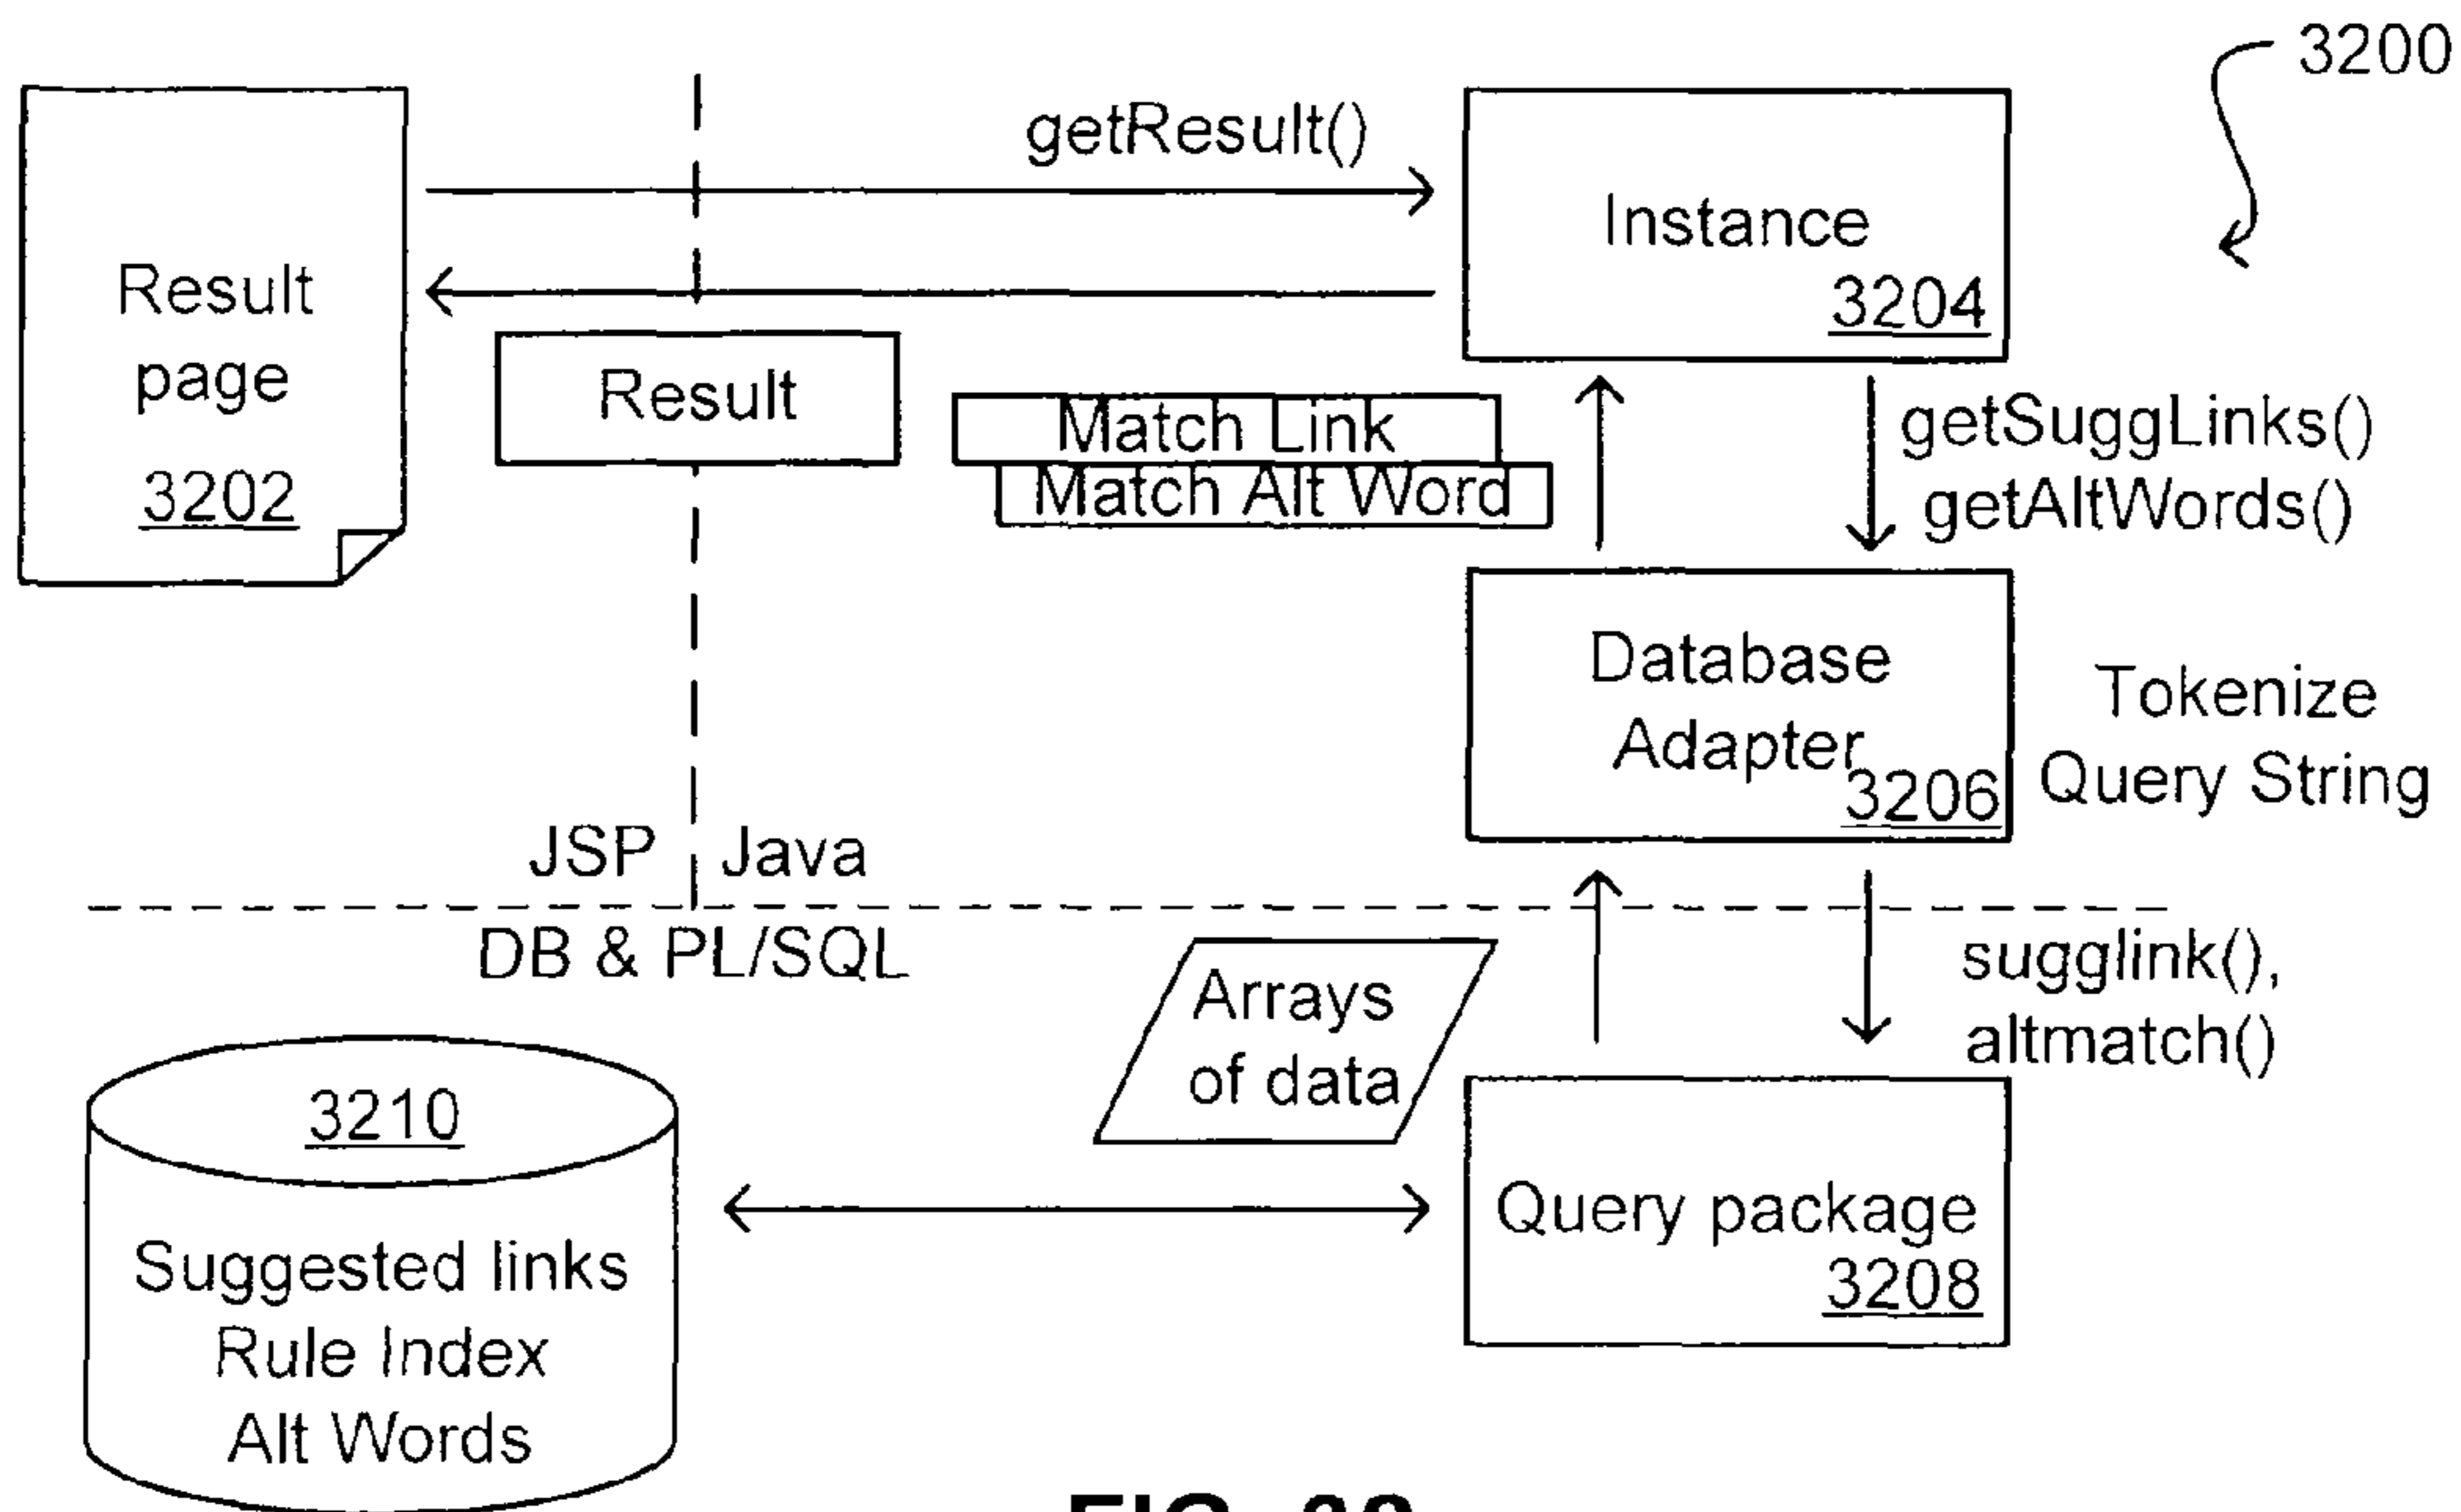 3200
getResult()
Instance
3204
Result
page
3202
Result
Match Link
Match Alt Word
getSuggLinks()
getAltWords()
Database
Adapter
3206
Tokenize
Query String
JSP
Java
DB & PL/SQL
sugglink(),
altmatch()
Arrays
of data
3210
Suggested links
Rule Index
Alt Words
Query package
3208
FIG.